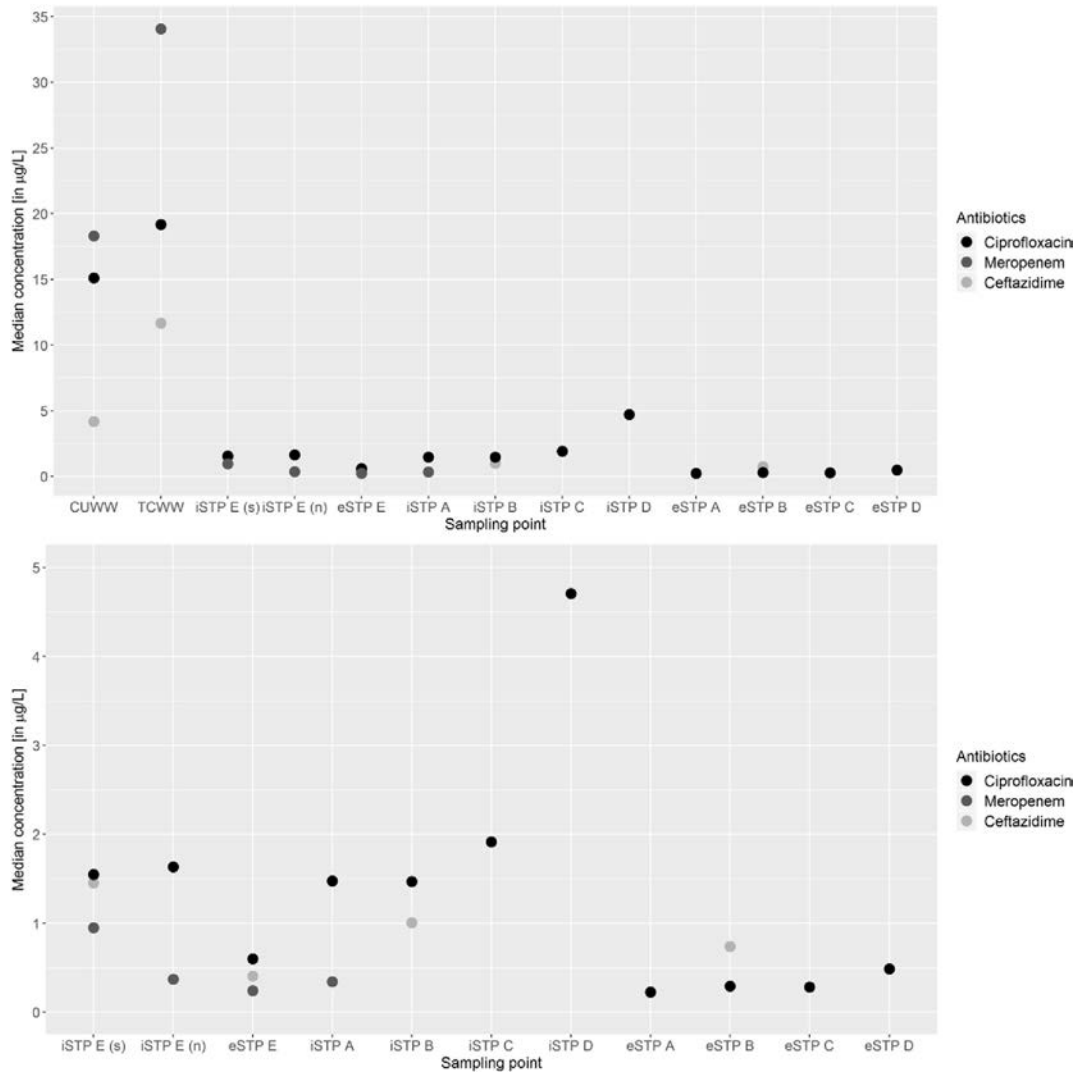 35
30
25
20
15
10
5
0
Median concentration [in µg/L]
CUWW TCWW iSTP E (s) iSTP E (n) eSTP E iSTP A iSTP B iSTP C iSTP D eSTP A eSTP B eSTP C eSTP D
Sampling point
Antibiotics
Ciprofloxacin
Meropenem
Ceftazidime
5
4
3
2
1
0
Median concentration [in µg/L]
iSTP E (s) iSTP E (n) eSTP E iSTP A iSTP B iSTP C iSTP D eSTP A eSTP B eSTP C eSTP D
Sampling point
Antibiotics
Ciprofloxacin
Meropenem
Ceftazidime